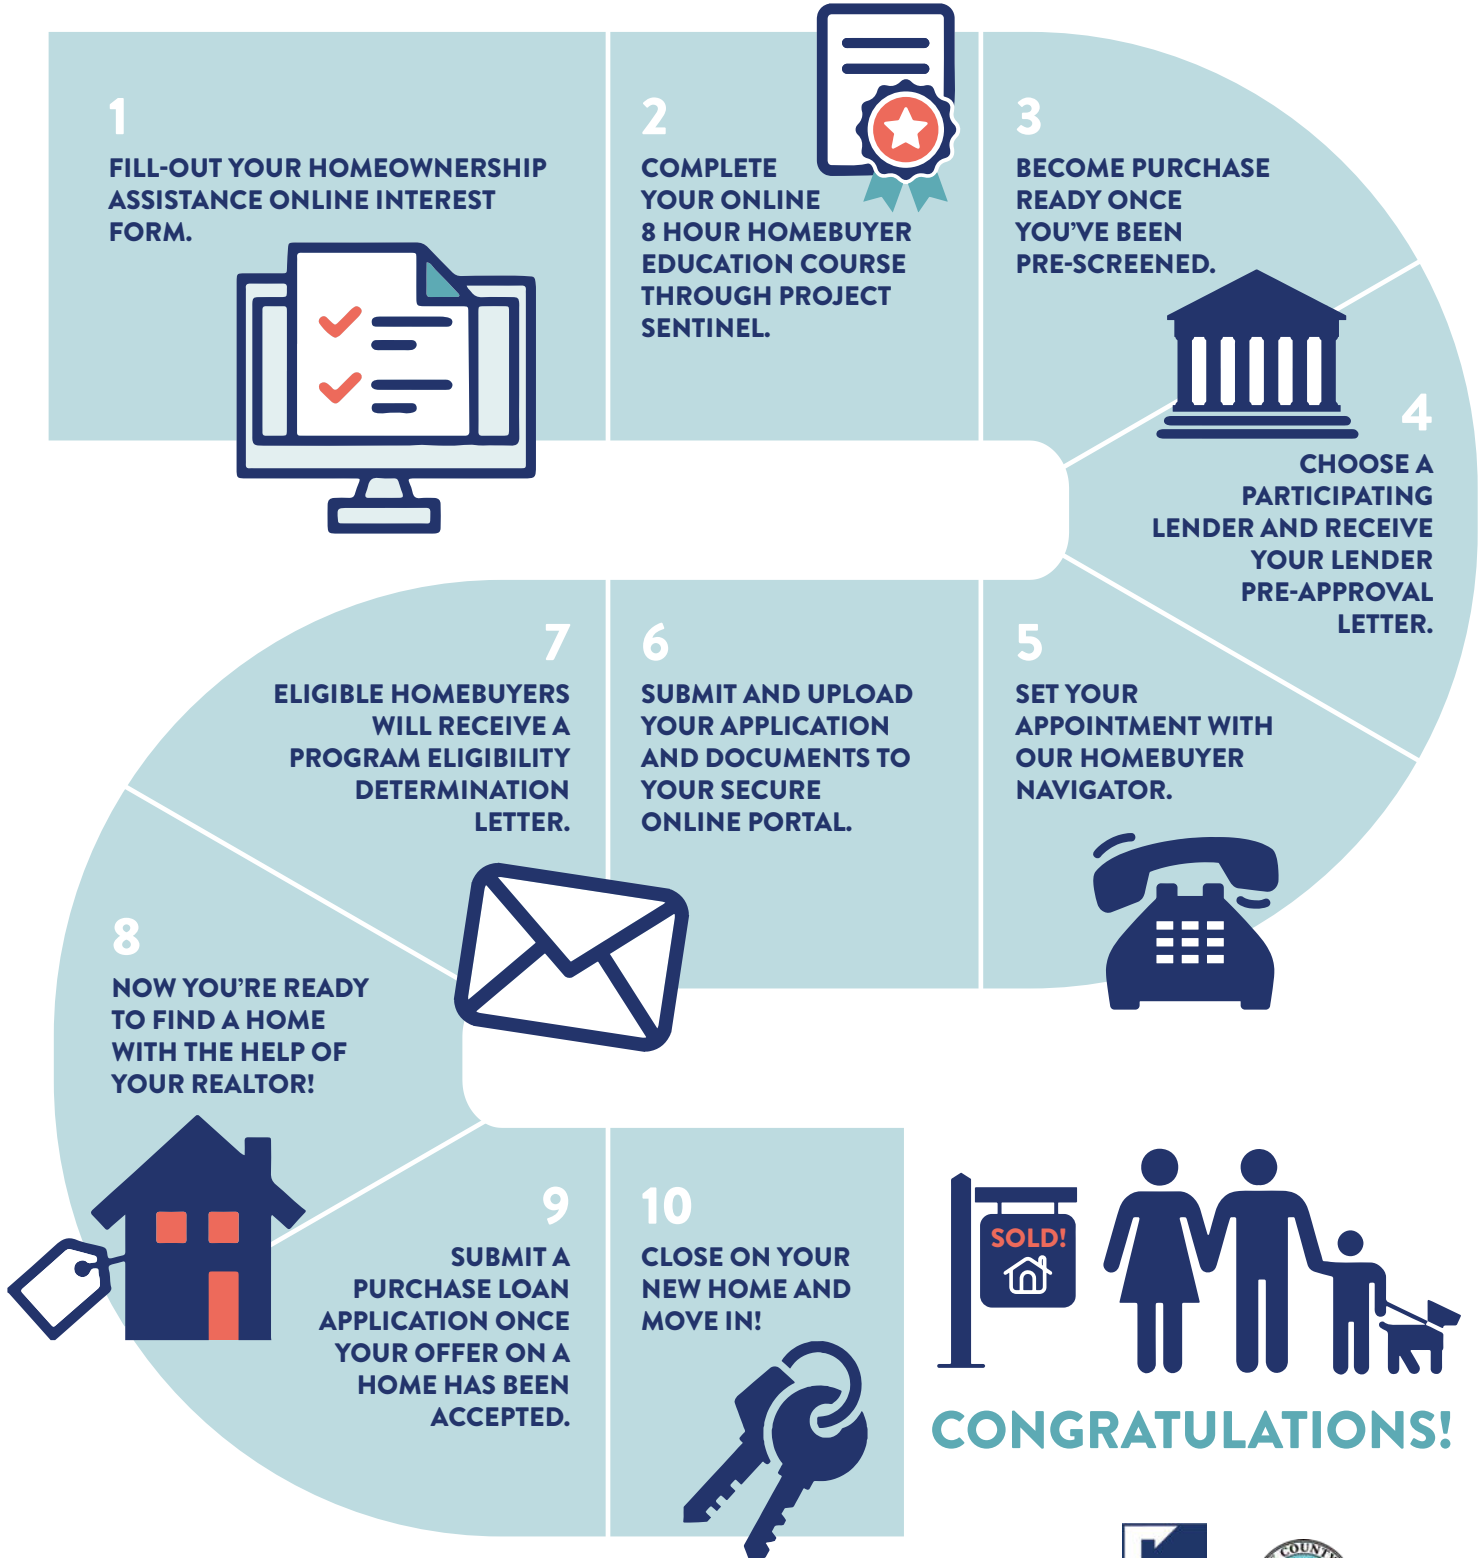 1
FILL-OUT YOUR HOMEOWNERSHIP
ASSISTANCE ONLINE INTEREST
FORM.
2
COMPLETE
YOUR ONLINE
8 HOUR HOMEBUYER
EDUCATION COURSE
THROUGH PROJECT
SENTINEL.
3
BECOME PURCHASE
READY ONCE
YOU'VE BEEN
PRE-SCREENED.
4
CHOOSE A
PARTICIPATING
LENDER AND RECEIVE
YOUR LENDER
PRE-APPROVAL
LETTER.
5
SET YOUR
APPOINTMENT WITH
OUR HOMEBUYER
NAVIGATOR.
6
SUBMIT AND UPLOAD
YOUR APPLICATION
AND DOCUMENTS TO
YOUR SECURE
ONLINE PORTAL.
7
ELIGIBLE HOMEBUYERS
WILL RECEIVE A
PROGRAM ELIGIBILITY
DETERMINATION
LETTER.
8
NOW YOU'RE READY
TO FIND A HOME
WITH THE HELP OF
YOUR REALTOR!
9
SUBMIT A
PURCHASE LOAN
APPLICATION ONCE
YOUR OFFER ON A
HOME HAS BEEN
ACCEPTED.
10
CLOSE ON YOUR
NEW HOME AND
MOVE IN!
SOLD!
CONGRATULATIONS!
COUNTY